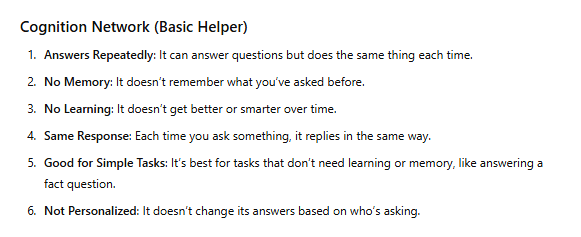 Cognition Network (Basic Helper)
1. Answers Repeatedly: It can answer questions but does the same thing each time.
2. No Memory: It doesn't remember what you've asked before.
3. No Learning: It doesn't get better or smarter over time.
4. Same Response: Each time you ask something, it replies in the same way.
5. Good for Simple Tasks: It's best for tasks that don't need learning or memory, like answering a
fact question.
6. Not Personalized: It doesn't change its answers based on who's asking.